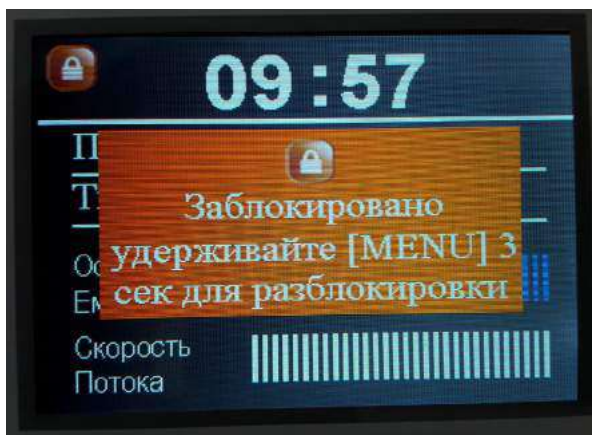 09:57
Заблокировано
удерживайте [MENU] 3
сек для разблокировки
Скорость
Потока